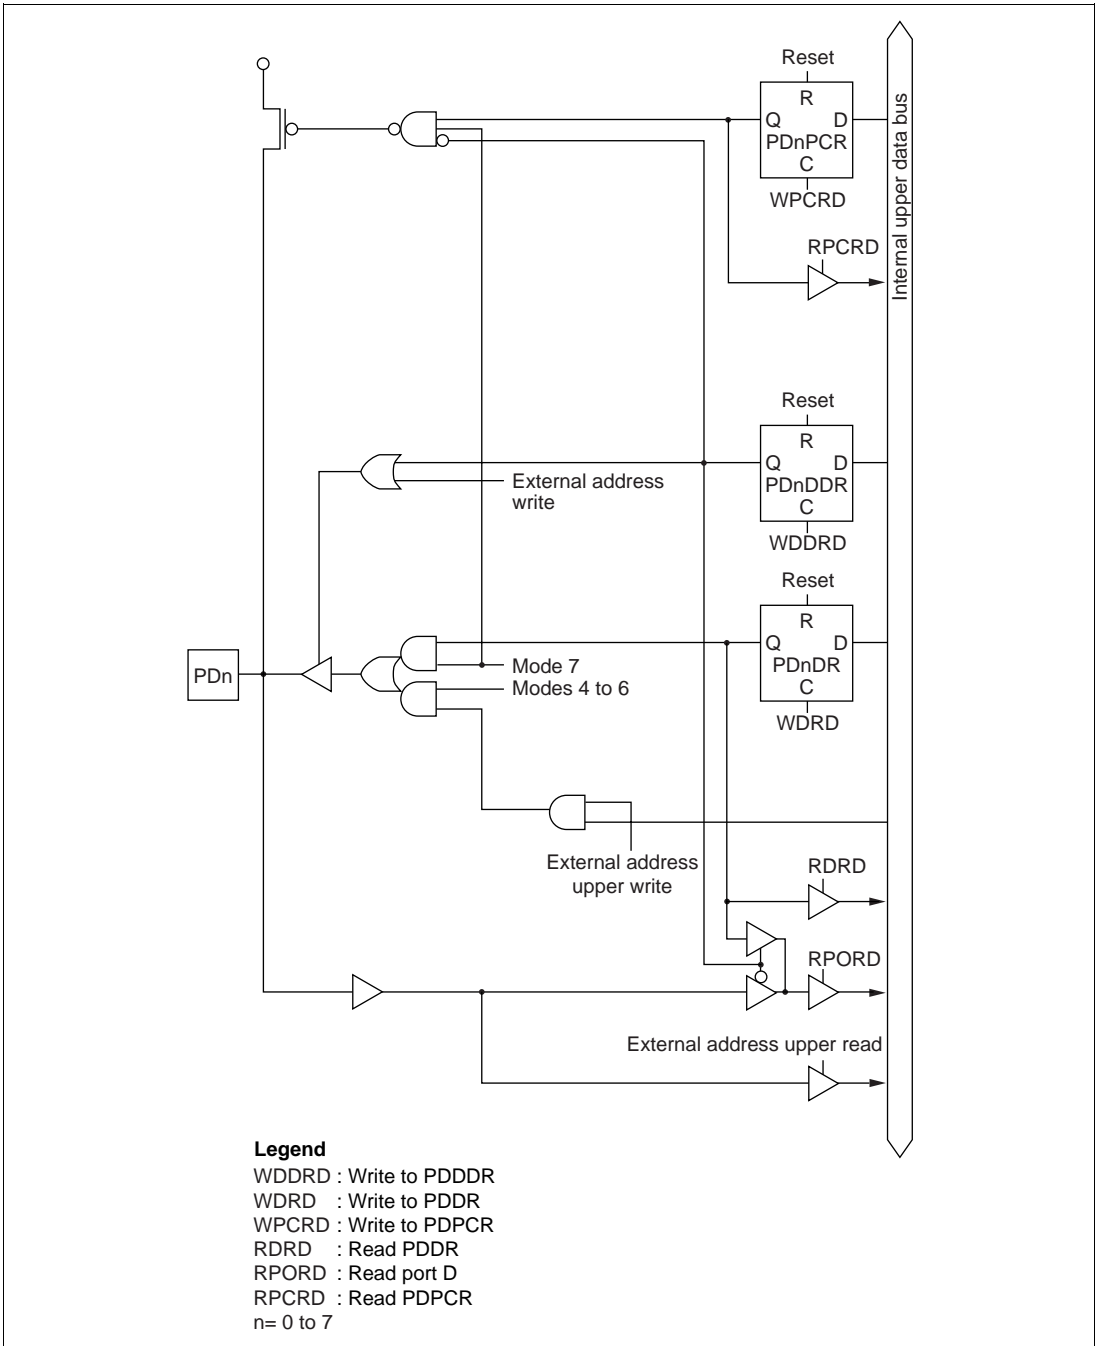 Reset
R
Q D
PDnPCR
C
WPCRD
RPCRD
Internal upper data bus
Reset
R
Q D
PDnDDR
C
WDDRD
External address
write
Reset
R
Q D
PDnDR
C
WDRD
PDn
Mode 7
Modes 4 to 6
External address
upper write
RDRD
RPORD
External address upper read
Legend
WDDRD : Write to PDDDR
WDRD : Write to PDDR
WPCRD : Write to PDPCR
RDRD : Read PDDR
RPORD : Read port D
RPCRD : Read PDPCR
n= 0 to 7